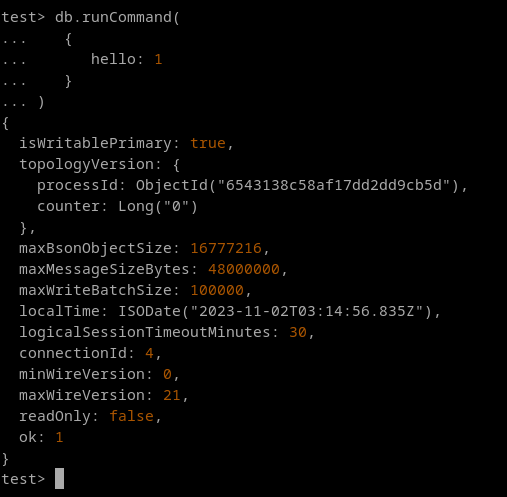 test> db.runCommand(
...    {
...       hello: 1
...    }
... )
{
  isWritablePrimary: true,
  topologyVersion: {
    processId: ObjectId("6543138c58af17dd2dd9cb5d"),
    counter: Long("0")
  },
  maxBsonObjectSize: 16777216,
  maxMessageSizeBytes: 48000000,
  maxWriteBatchSize: 100000,
  localTime: ISODate("2023-11-02T03:14:56.835Z"),
  logicalSessionTimeoutMinutes: 30,
  connectionId: 4,
  minWireVersion: 0,
  maxWireVersion: 21,
  readOnly: false,
  ok: 1
}
test>